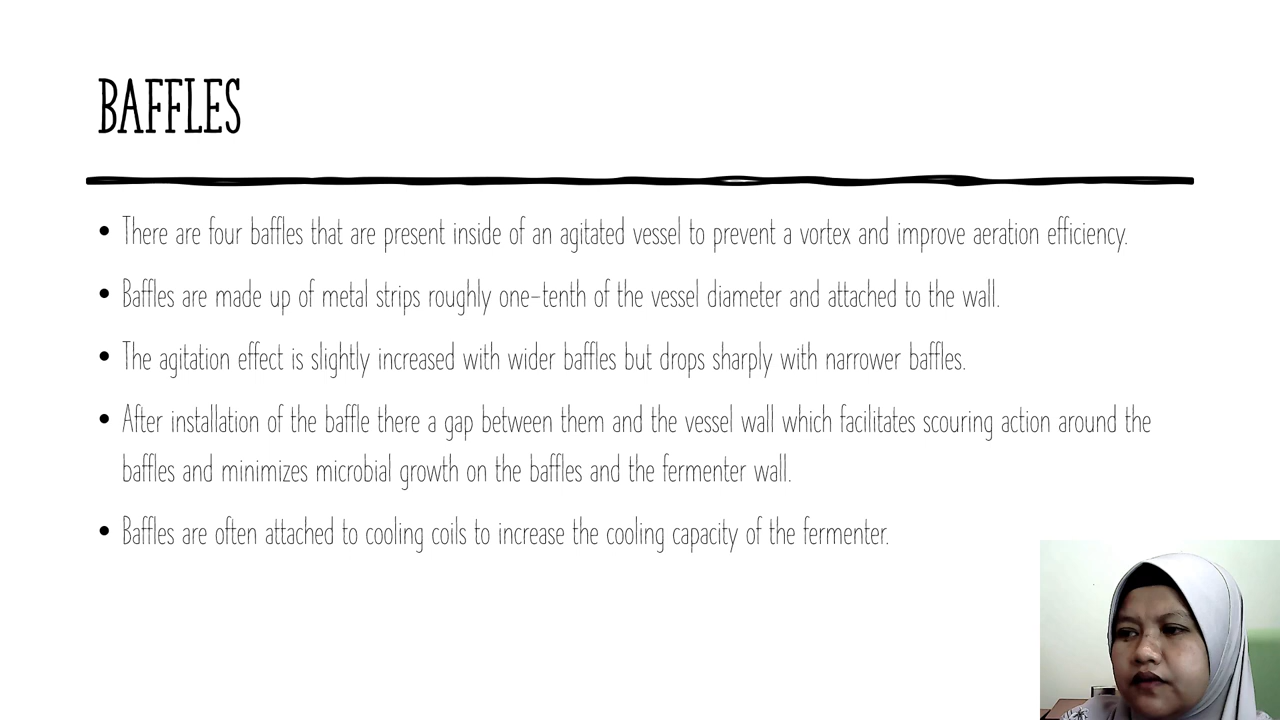 BAFFLES
• There are four baffles that are present inside of an agitated vessel to prevent a vortex and improve aeration efficiency.
• Baffles are made up of metal strips roughly one-tenth of the vessel diameter and attached to the wall.
• The agitation effect is slightly increased with wider baffles but drops sharply with narrower baffles.
• After installation of the baffle there a gap between them and the vessel wall which facilitates scouring action around the
baffles and minimizes microbial growth on the baffles and the fermenter wall.
• Baffles are often attached to cooling coils to increase the cooling capacity of the fermenter.